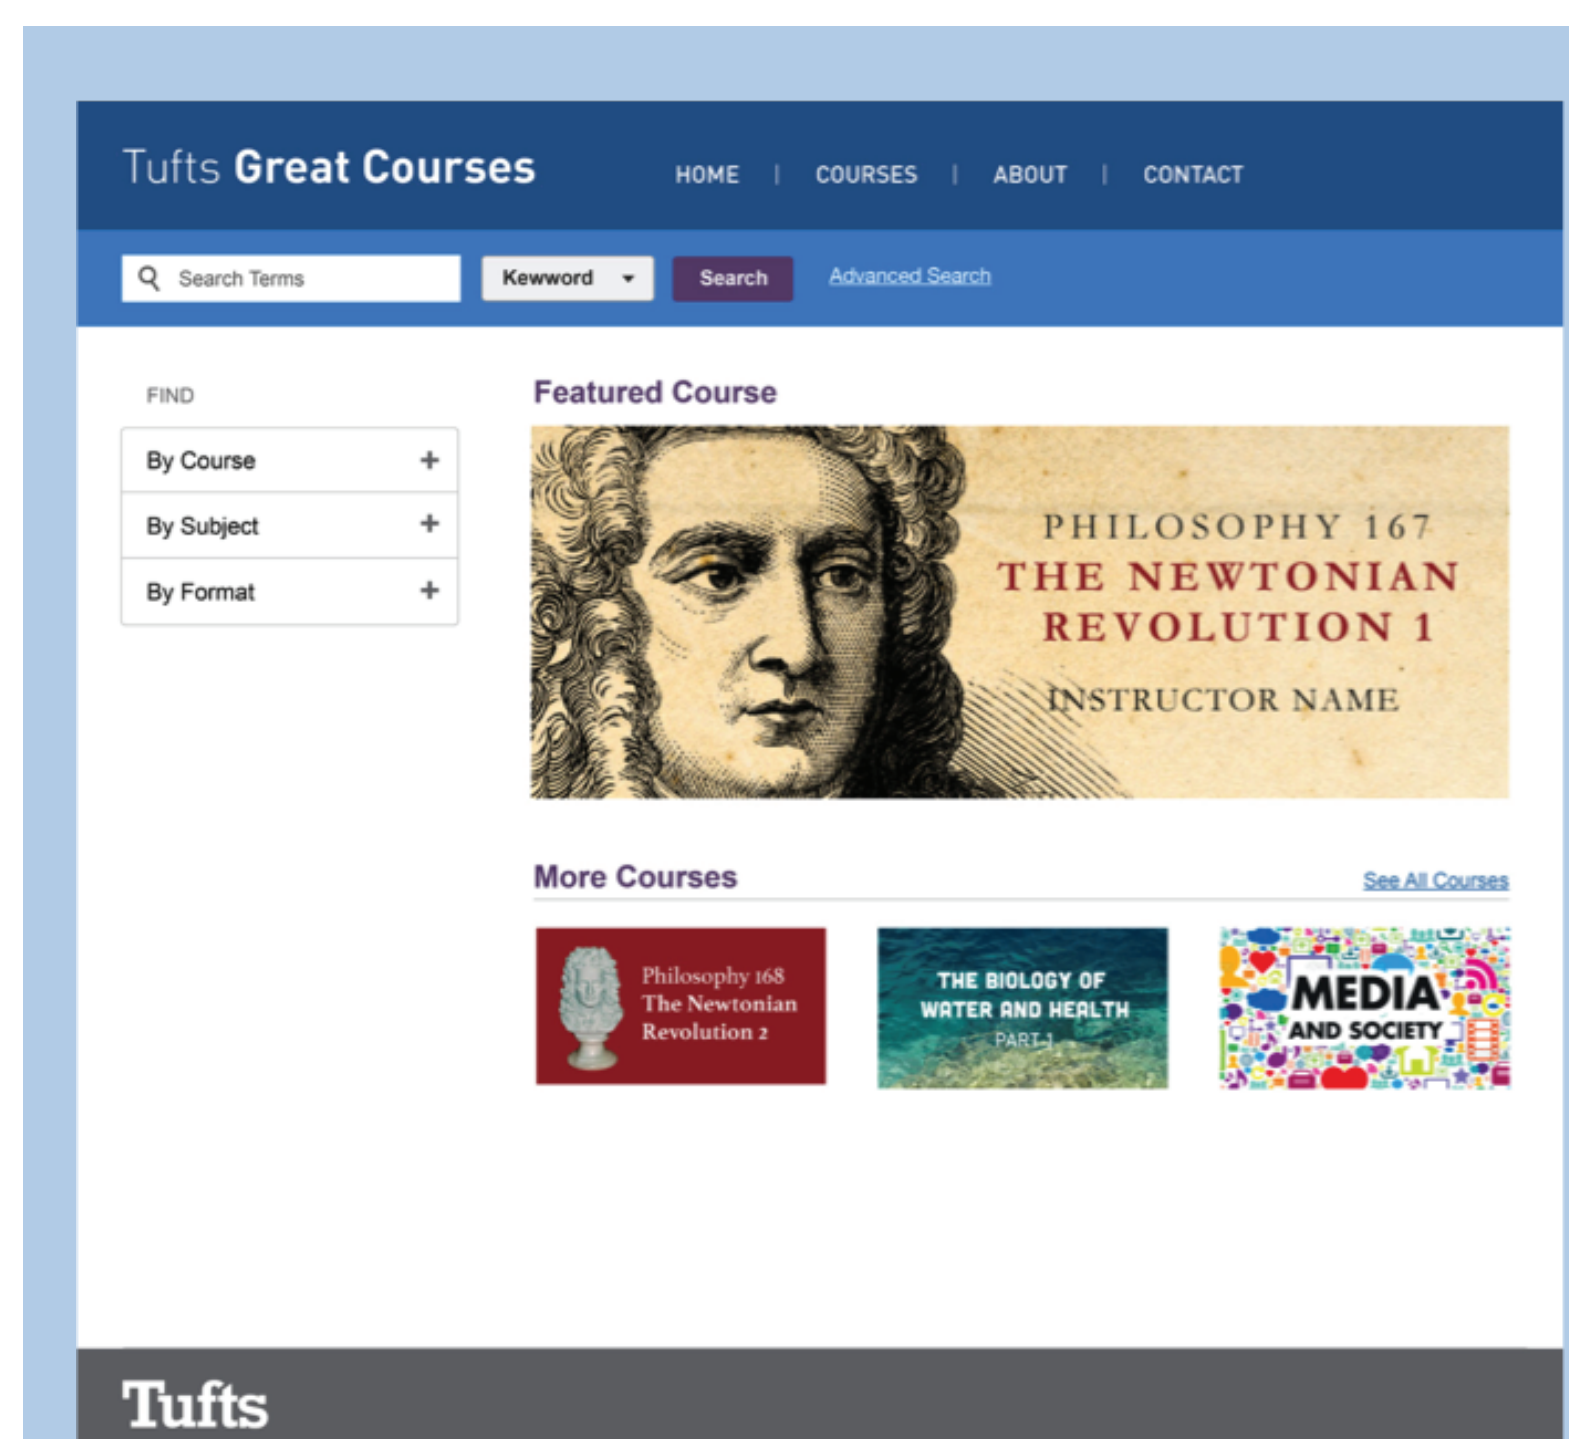 Tufts Great Courses
HOME | COURSES | ABOUT | CONTACT
Search Terms
Kewword
Search
Advanced Search
FIND
By Course +
By Subject +
By Format +
Featured Course
PHILOSOPHY 167
THE NEWTONIAN
REVOLUTION 1
INSTRUCTOR NAME
More Courses
See All Courses
Philosophy 168
The Newtonian
Revolution 2
THE BIOLOGY OF
WATER AND HEALTH
PART 1
MEDIA
AND SOCIETY
Tufts